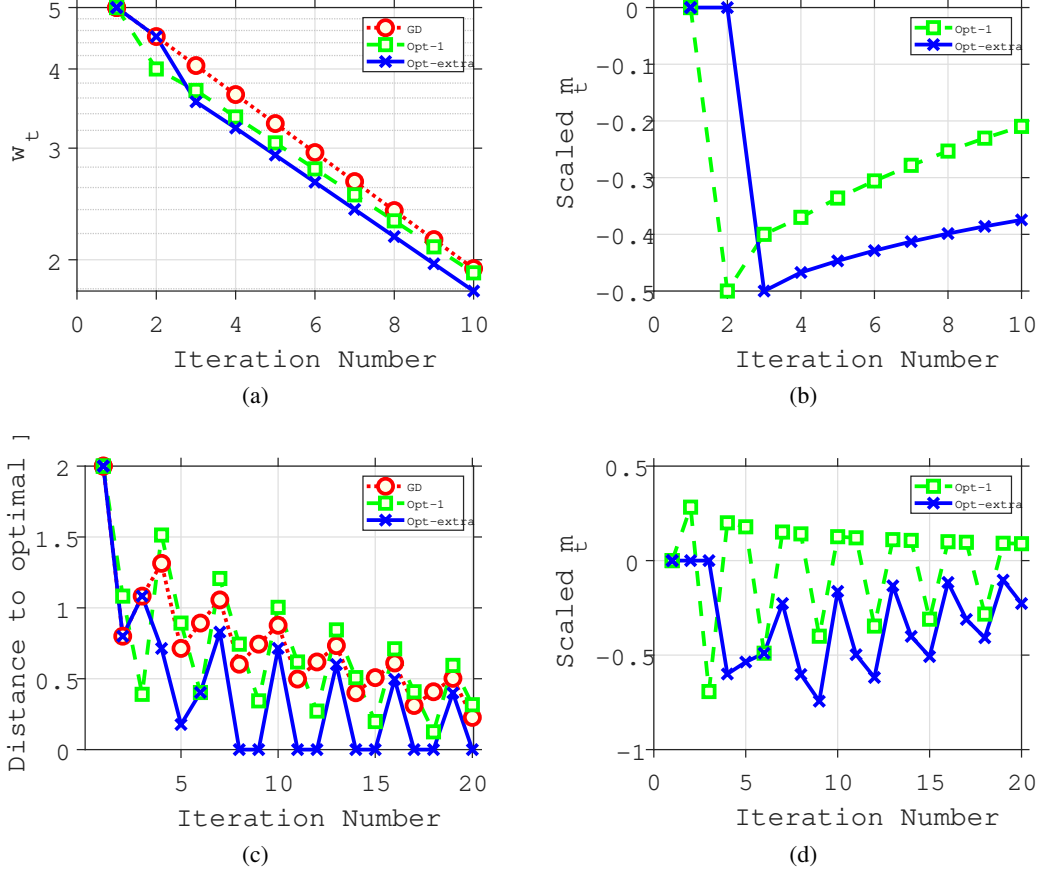 5
4
3
2
w_t
0
2
4
6
8
10
Iteration Number
GD
Opt-1
Opt-extra
(a)
0
-0.1
-0.2
-0.3
-0.4
-0.5
Scaled m_t
0
2
4
6
8
10
Iteration Number
Opt-1
Opt-extra
(b)
2
1.5
1
0.5
0
Distance to optimal ]
5
10
15
20
Iteration Number
GD
Opt-1
Opt-extra
(c)
0.5
0
-0.5
-1
Scaled m_t
0
5
10
15
20
Iteration Number
Opt-1
Opt-extra
(d)